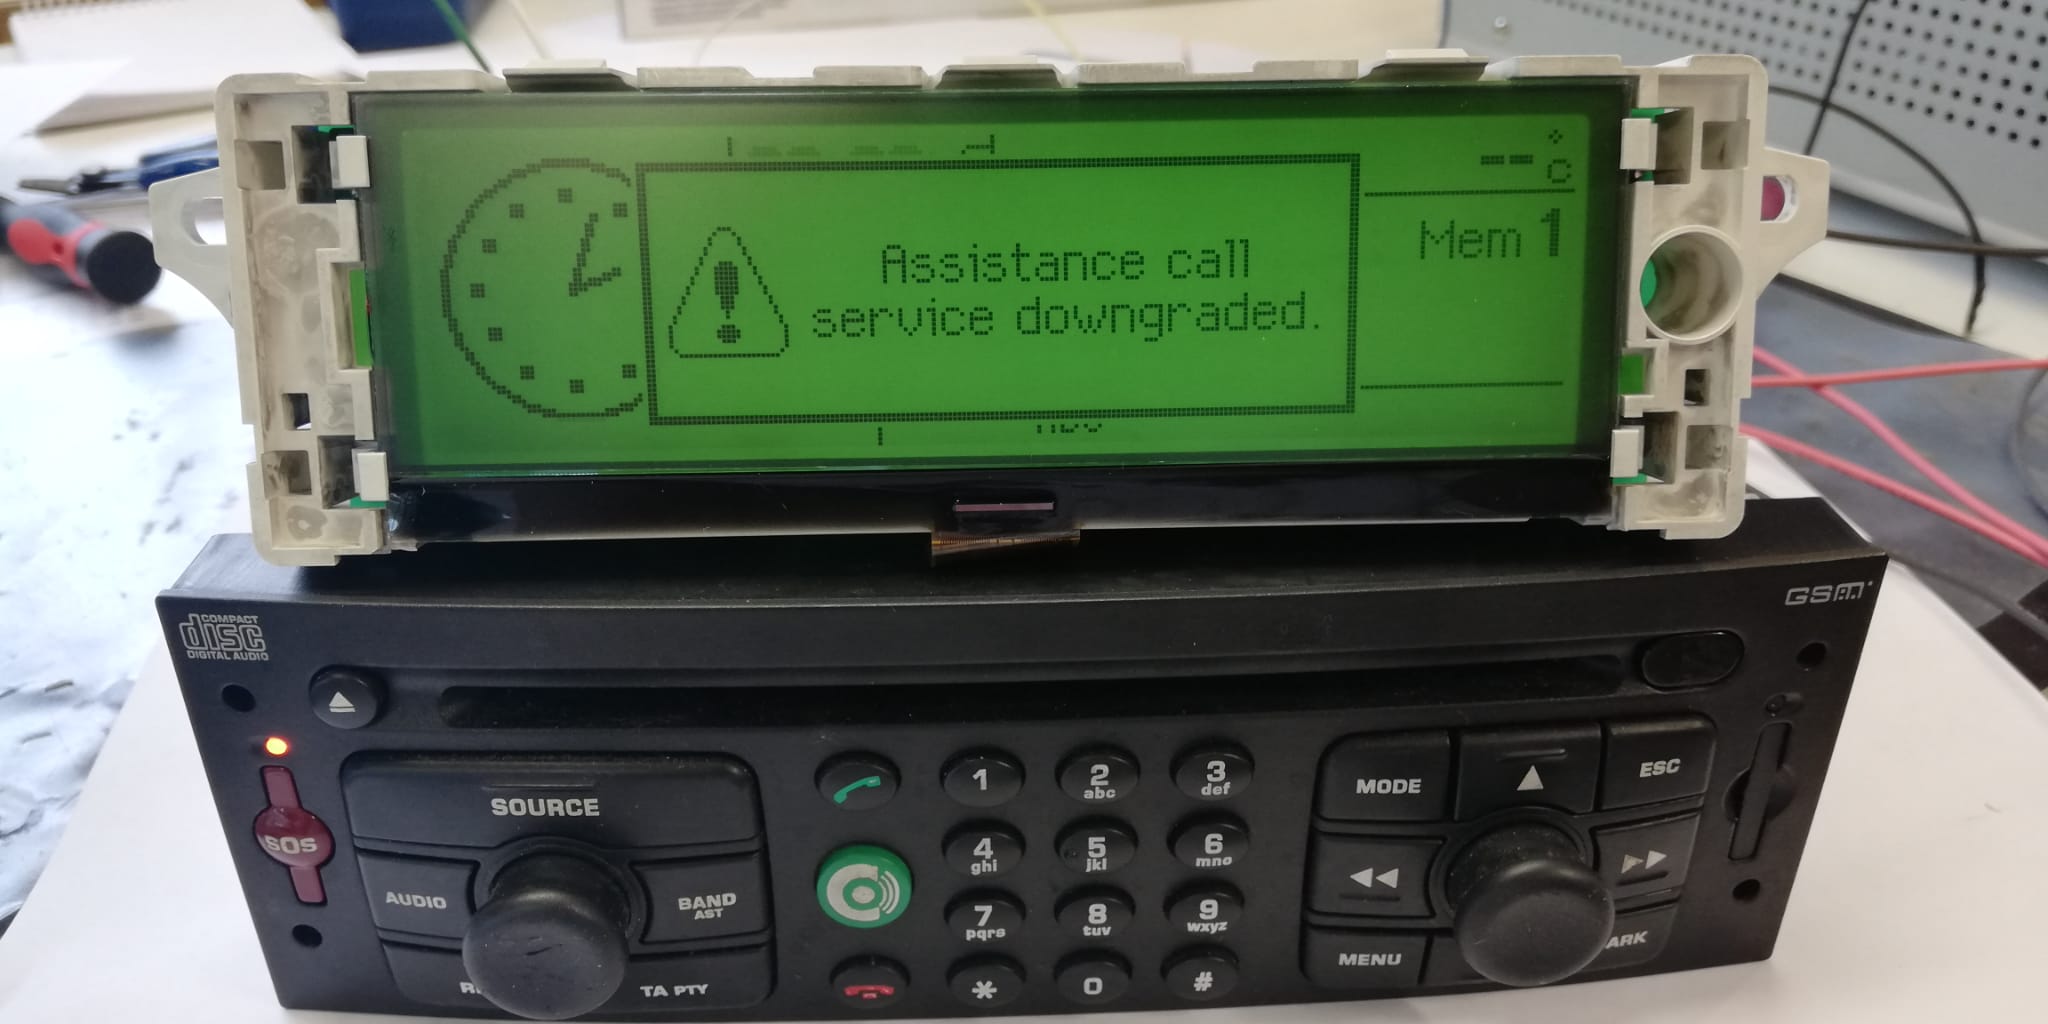 -- °C
Mem 1
Assistance call
service downgraded.
COMPACT
disc
DIGITAL AUDIO
GSM
SOS
SOURCE
AUDIO
BAND
AST
TA PTY
1
2
abc
3
def
4
ghi
5
jkl
6
mno
7
pqrs
8
tuv
9
wxyz
*
0
#
MODE
ESC
MENU